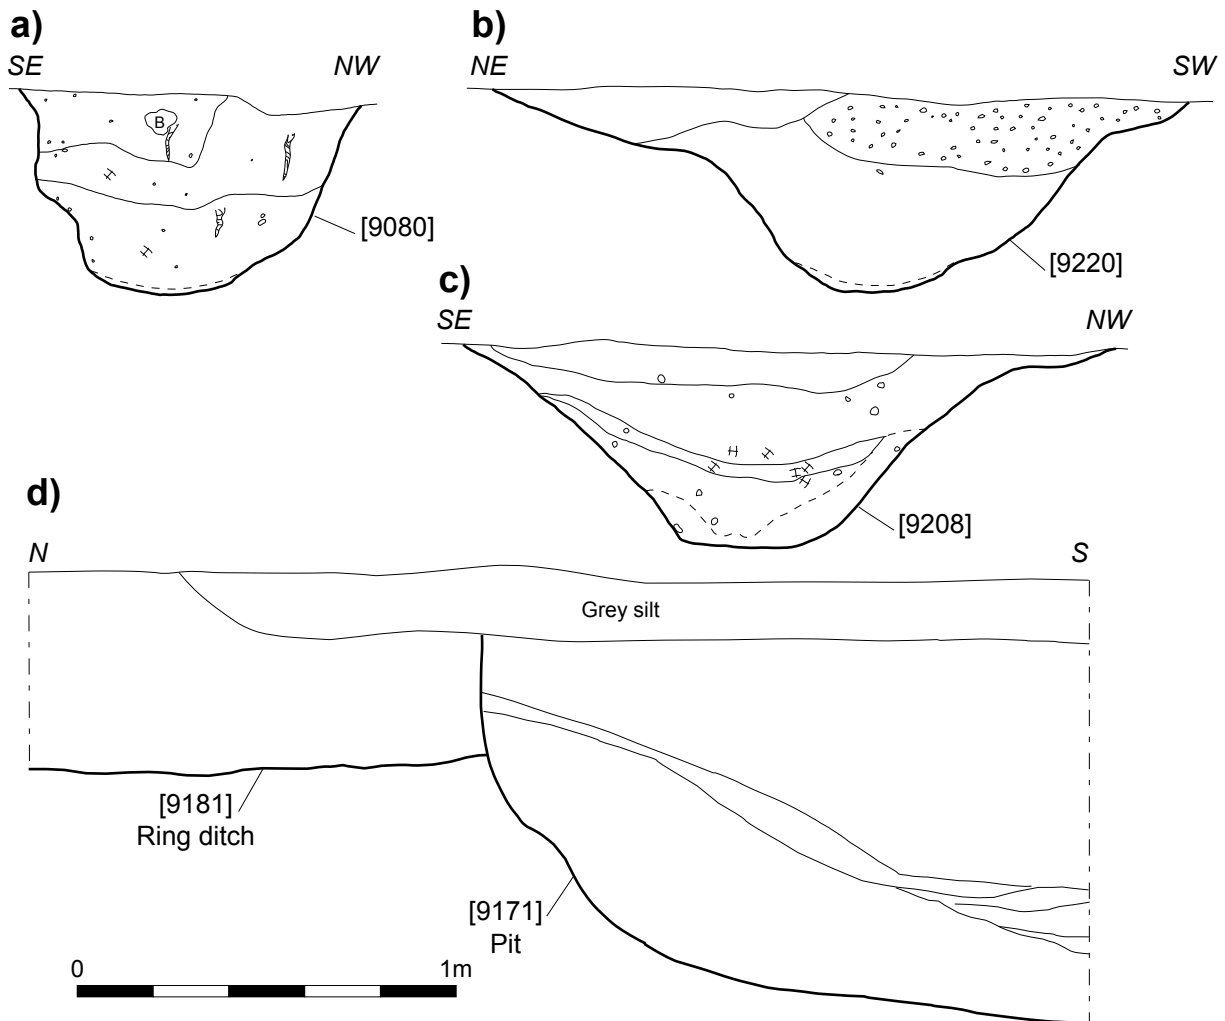 a)
SE NW
B
[9080]
b)
NE SW
[9220]
c)
SE NW
[9208]
d)
N S
Grey silt
[9181]
Ring ditch
[9171]
Pit
0 1m